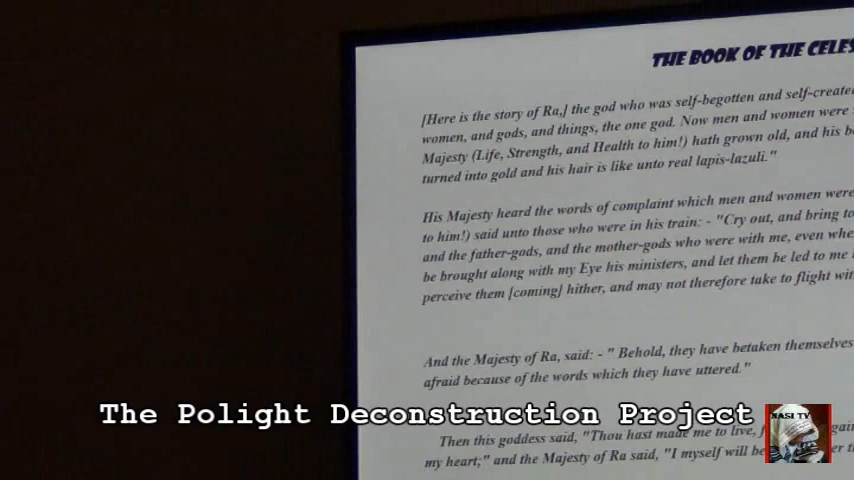 THE BOOK OF THE CELES
[Here is the story of Ra,] the god who was self-begotten and self-created
women, and gods, and things, the one god. Now men and women were
Majesty (Life, Strength, and Health to him!) hath grown old, and his b
turned into gold and his hair is like unto real lapis-lazuli."
His Majesty heard the words of complaint which men and women were
to him!) said unto those who were in his train: - "Cry out, and bring to
and the father-gods, and the mother-gods who were with me, even whe
be brought along with my Eye his ministers, and let them be led to me
perceive them [coming] hither, and may not therefore take to flight wit
And the Majesty of Ra, said: - " Behold, they have betaken themselves
afraid because of the words which they have uttered."
The Polight Deconstruction Project
NASI TV
Then this goddess said, "Thou hast made me to live, f
my heart;" and the Majesty of Ra said, "I myself will be